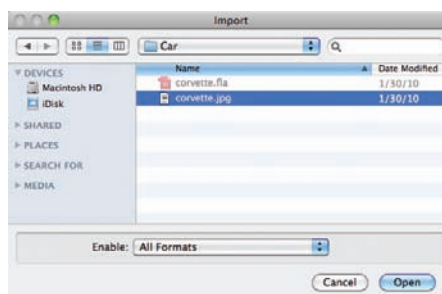 Import
Car
Name Date Modified
DEVICES
corvette.fla 1/30/10
Macintosh HD
corvette.jpg 1/30/10
iDisk
SHARED
PLACES
SEARCH FOR
MEDIA
Enable: All Formats
Cancel Open